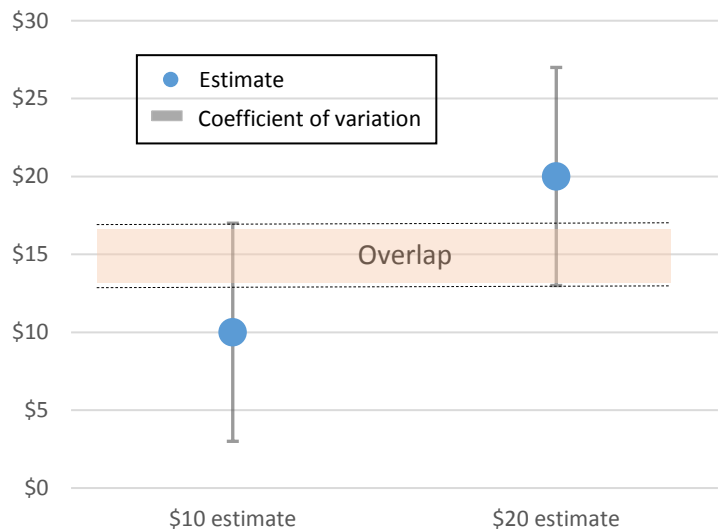 $30
Estimate
$25
Coefficient of variation
$20
Overlap
$15
$10
$5
$0
$10 estimate
$20 estimate